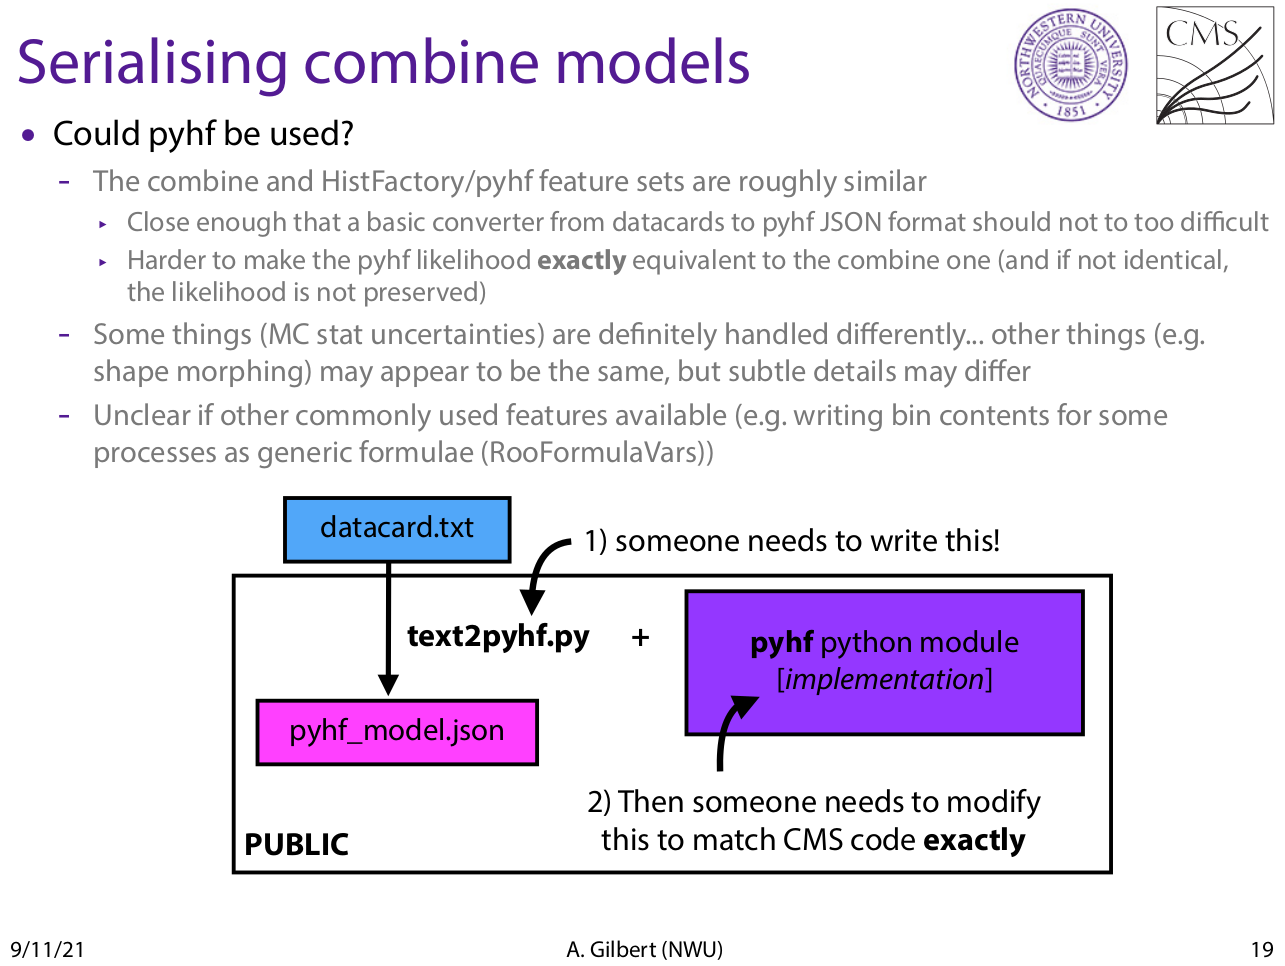 Serialising combine models
NORTHWESTERN UNIVERSITY
QUAECUMQUE SUNT VERA
• 1851 •
CMS
• Could pyhf be used?
- The combine and HistFactory/pyhf feature sets are roughly similar
▸ Close enough that a basic converter from datacards to pyhf JSON format should not to too difficult
▸ Harder to make the pyhf likelihood exactly equivalent to the combine one (and if not identical,
the likelihood is not preserved)
- Some things (MC stat uncertainties) are definitely handled differently... other things (e.g.
shape morphing) may appear to be the same, but subtle details may differ
- Unclear if other commonly used features available (e.g. writing bin contents for some
processes as generic formulae (RooFormulaVars))
datacard.txt
1) someone needs to write this!
text2pyhf.py +
pyhf python module
[implementation]
pyhf_model.json
2) Then someone needs to modify
this to match CMS code exactly
PUBLIC
9/11/21
A. Gilbert (NWU)
19